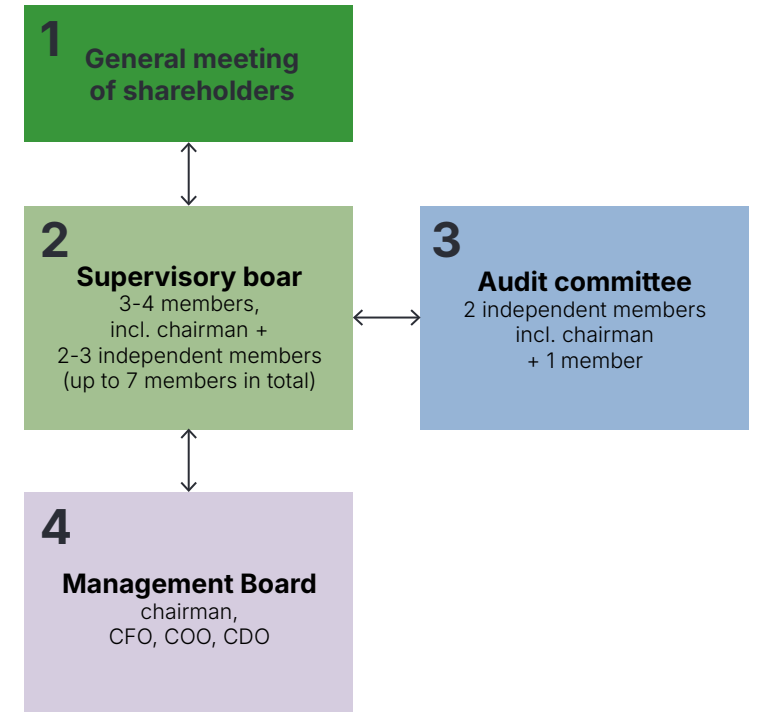 1
General meeting
of shareholders
2
Supervisory boar
3-4 members,
incl. chairman +
2-3 independent members
(up to 7 members in total)
3
Audit committee
2 independent members
incl. chairman
+ 1 member
4
Management Board
chairman,
CFO, COO, CDO